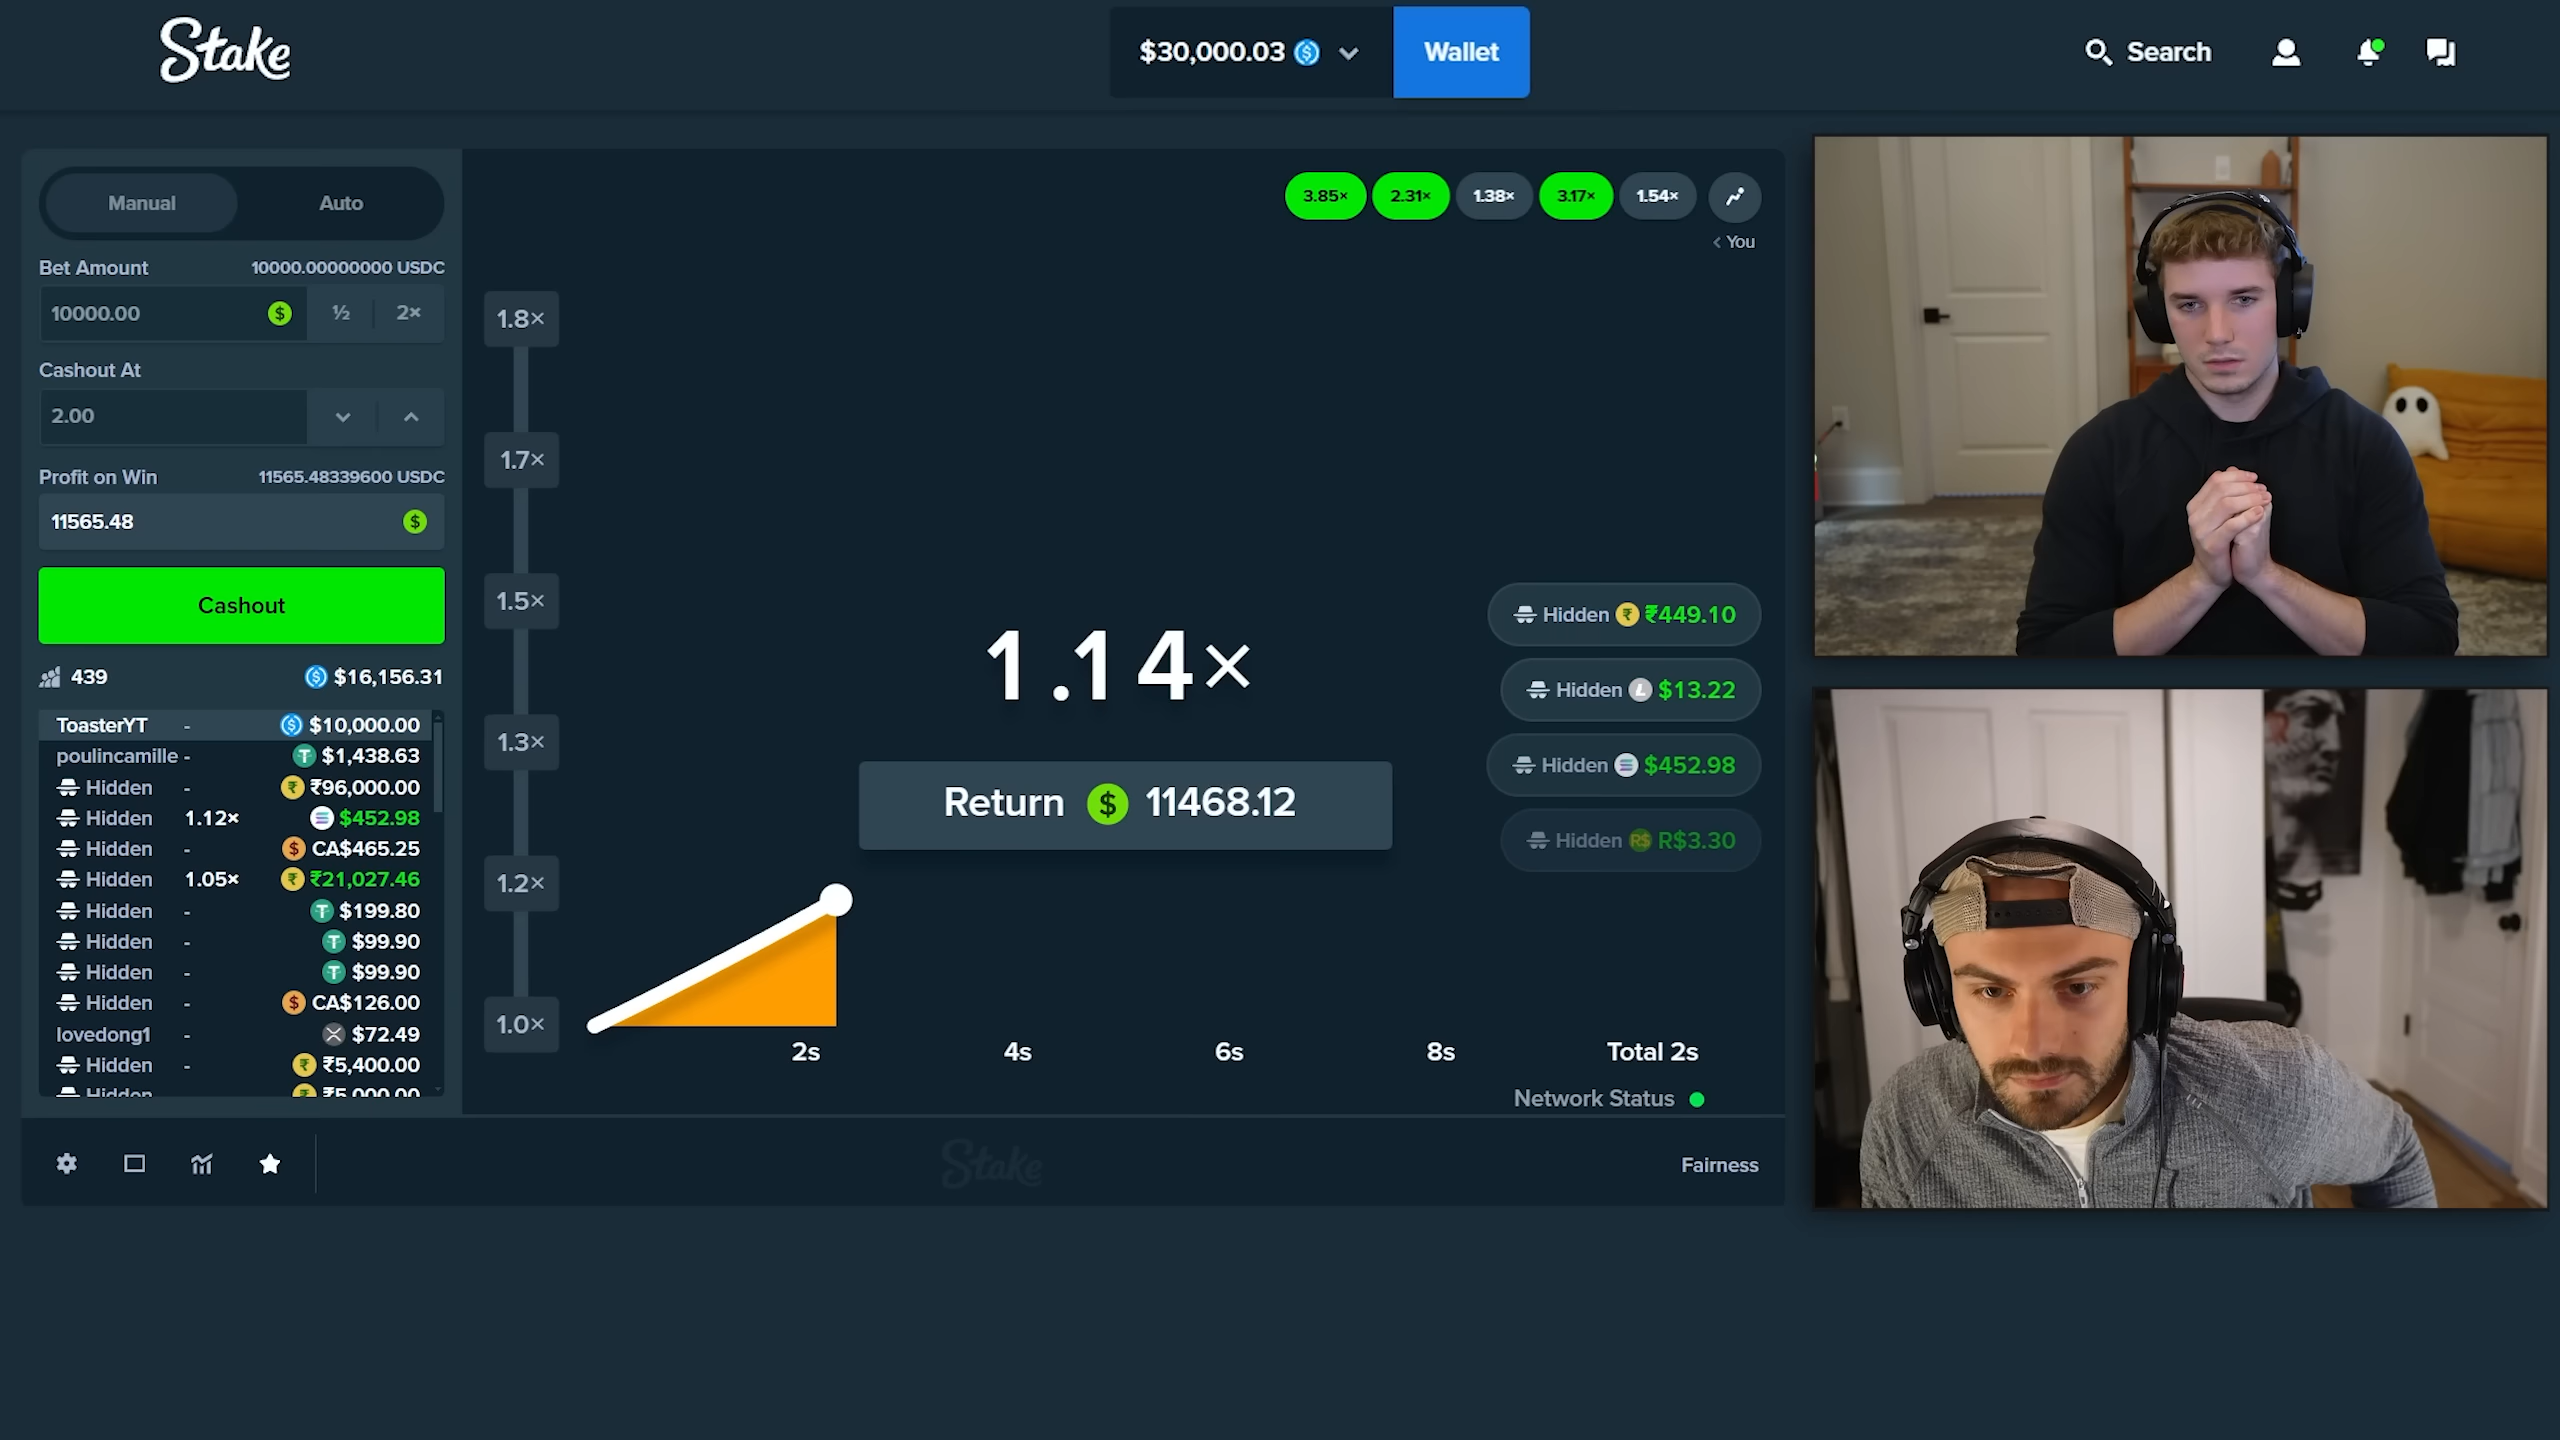 Stake
$30,000.03
Wallet
Search
Manual Auto
Bet Amount 10000.00000000 USDC
10000.00 ½ 2×
Cashout At
2.00
Profit on Win 11565.48339600 USDC
11565.48
Cashout
439 $16,156.31
ToasterYT - $10,000.00
poulincamille - $1,438.63
Hidden - ₹96,000.00
Hidden 1.12× $452.98
Hidden - CA$465.25
Hidden 1.05× ₹21,027.46
Hidden - $199.80
Hidden - $99.90
Hidden - $99.90
Hidden - CA$126.00
lovedong1 - $72.49
Hidden - ₹5,400.00
Hidden ₹5,000.00
3.85× 2.31× 1.38× 3.17× 1.54×
< You
1.8×
1.7×
1.5×
1.3×
1.2×
1.0×
1.14×
Return $ 11468.12
Hidden ₹449.10
Hidden $13.22
Hidden $452.98
Hidden R$3.30
2s 4s 6s 8s Total 2s
Network Status
Stake
Fairness